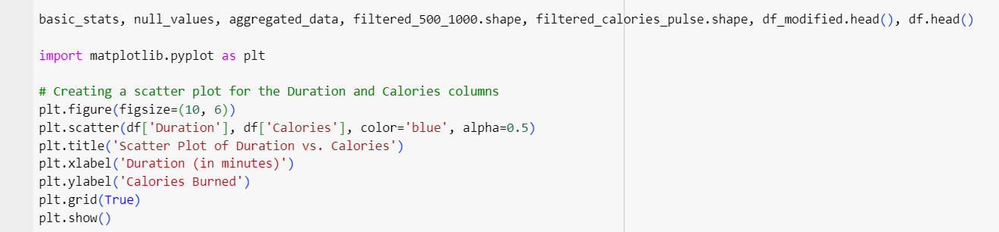 basic_stats, null_values, aggregated_data, filtered_500_1000.shape, filtered_calories_pulse.shape, df_modified.head(), df.head()
import matplotlib.pyplot as plt
# Creating a scatter plot for the Duration and Calories columns
plt.figure(figsize=(10, 6))
plt.scatter(df['Duration'], df['Calories'], color='blue', alpha=0.5)
plt.title('Scatter Plot of Duration vs. Calories')
plt.xlabel('Duration (in minutes)')
plt.ylabel('Calories Burned')
plt.grid(True)
plt.show()